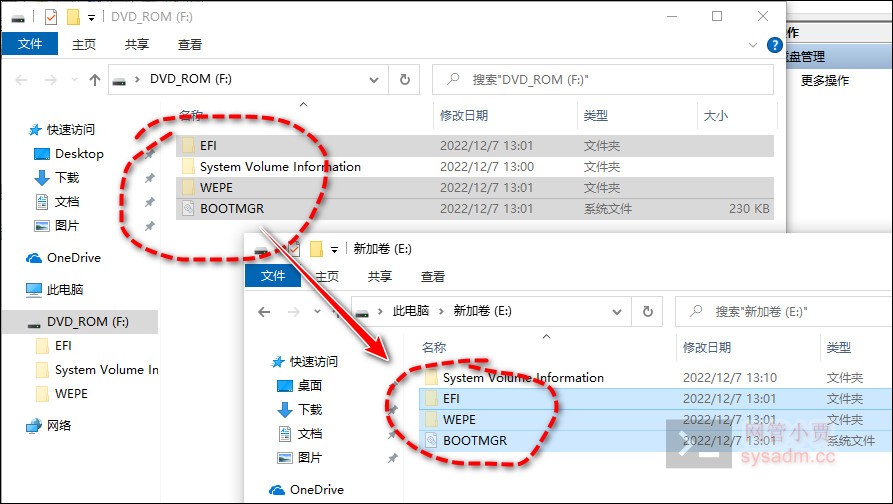 DVD_ROM (F:)
文件 主页 共享 查看
DVD_ROM (F:) 搜索"DVD_ROM (F:)"
作
磁盘管理
更多操作
名称 修改日期 类型 大小
EFI 2022/12/7 13:01 文件夹
System Volume Information 2022/12/7 13:00 文件夹
WEPE 2022/12/7 13:01 文件夹
BOOTMGR 2022/12/7 13:01 系统文件 230 KB
快速访问
Desktop
下载
文档
图片
OneDrive
此电脑
DVD_ROM (F:)
EFI
System Volume In
WEPE
网络
新加卷 (E:)
文件 主页 共享 查看
此电脑 新加卷 (E:) 搜索"新加卷 (E:)"
名称 修改日期 类型
System Volume Information 2022/12/7 13:10 文件夹
EFI 2022/12/7 13:01 文件夹
WEPE 2022/12/7 13:01 文件夹
BOOTMGR 2022/12/7 13:01 系统文件
快速访问
桌面
下载
文档
图片
OneDrive
网管小贾
sysadm.cc